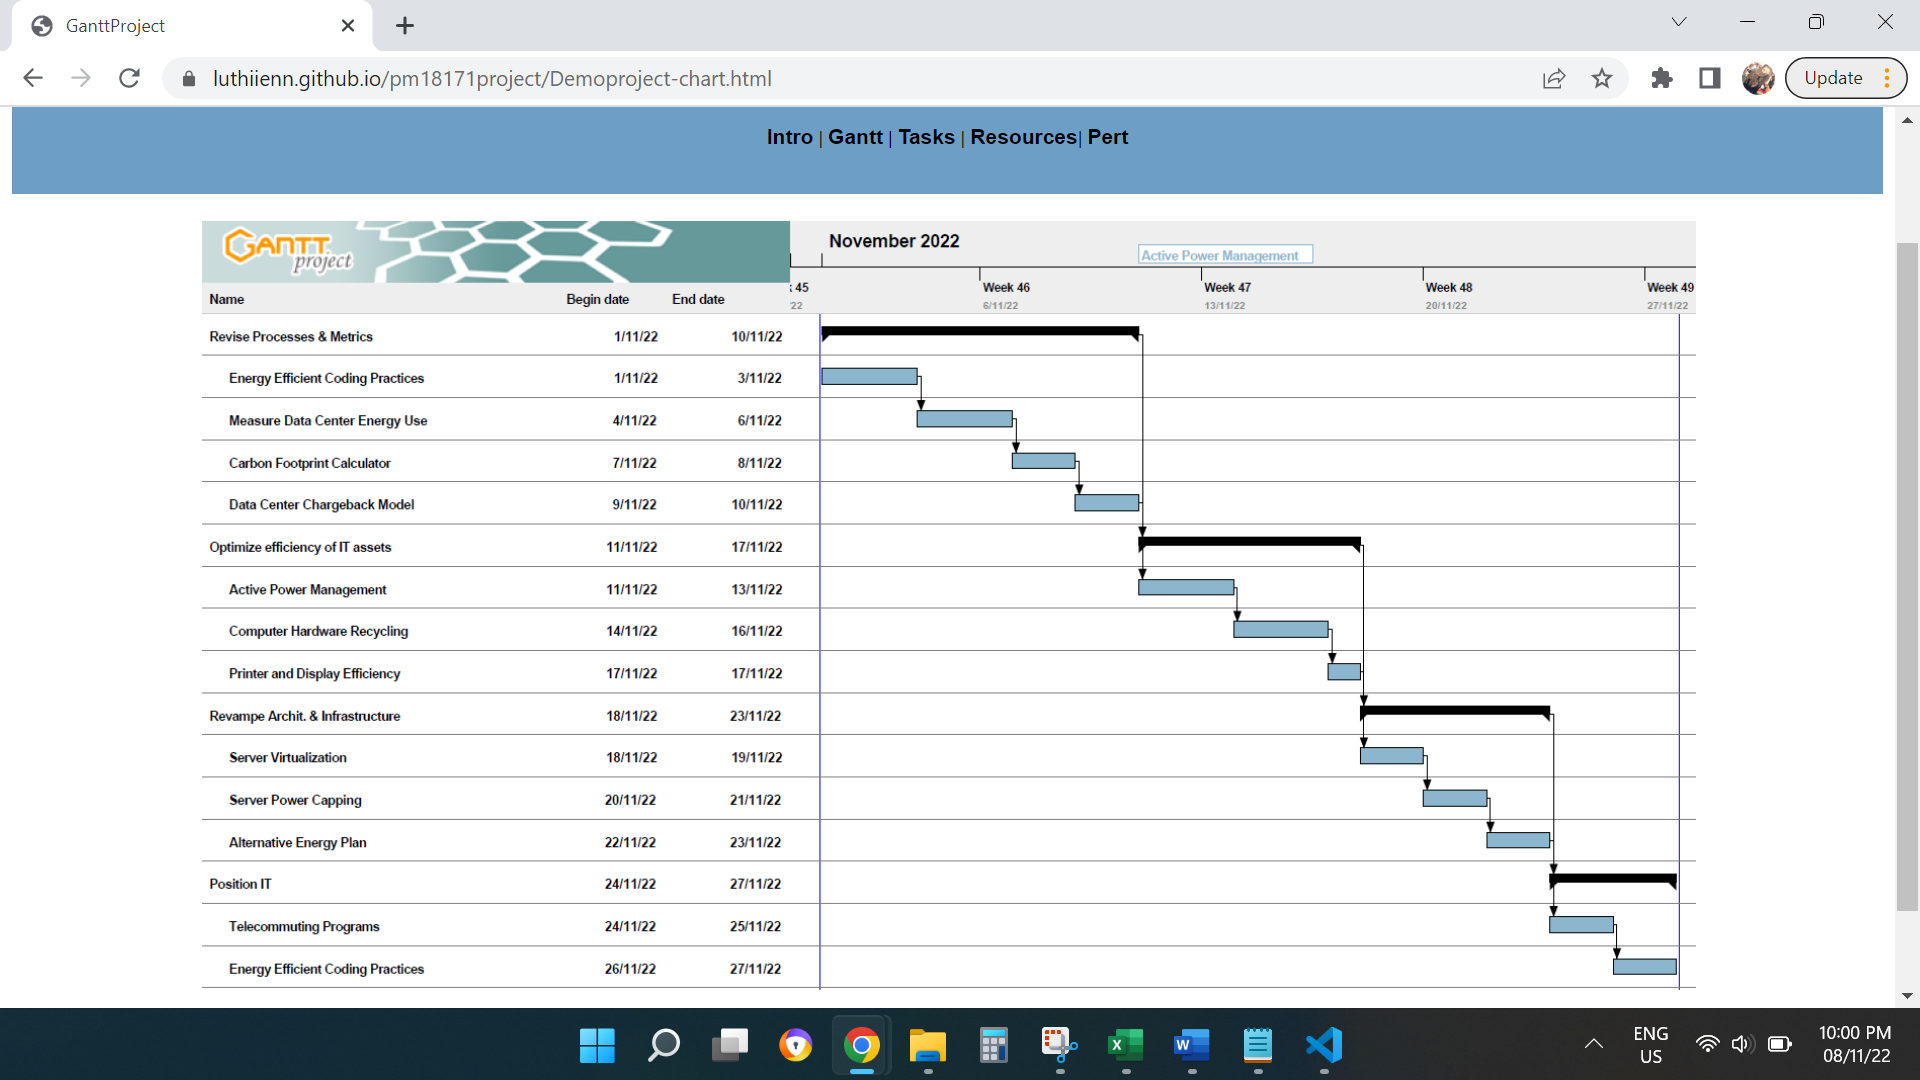 GanttProject
luthiienn.github.io/pm18171project/Demoproject-chart.html
Update
Intro | Gantt | Tasks | Resources| Pert
GANTT project
November 2022
Active Power Management
45 Week 46 Week 47 Week 48 Week 49
22 6/11/22 13/11/22 20/11/22 27/11/22
Name Begin date End date
Revise Processes & Metrics 1/11/22 10/11/22
Energy Efficient Coding Practices 1/11/22 3/11/22
Measure Data Center Energy Use 4/11/22 6/11/22
Carbon Footprint Calculator 7/11/22 8/11/22
Data Center Chargeback Model 9/11/22 10/11/22
Optimize efficiency of IT assets 11/11/22 17/11/22
Active Power Management 11/11/22 13/11/22
Computer Hardware Recycling 14/11/22 16/11/22
Printer and Display Efficiency 17/11/22 17/11/22
Revampe Archit. & Infrastructure 18/11/22 23/11/22
Server Virtualization 18/11/22 19/11/22
Server Power Capping 20/11/22 21/11/22
Alternative Energy Plan 22/11/22 23/11/22
Position IT 24/11/22 27/11/22
Telecommuting Programs 24/11/22 25/11/22
Energy Efficient Coding Practices 26/11/22 27/11/22
ENG 10:00 PM
US 08/11/22